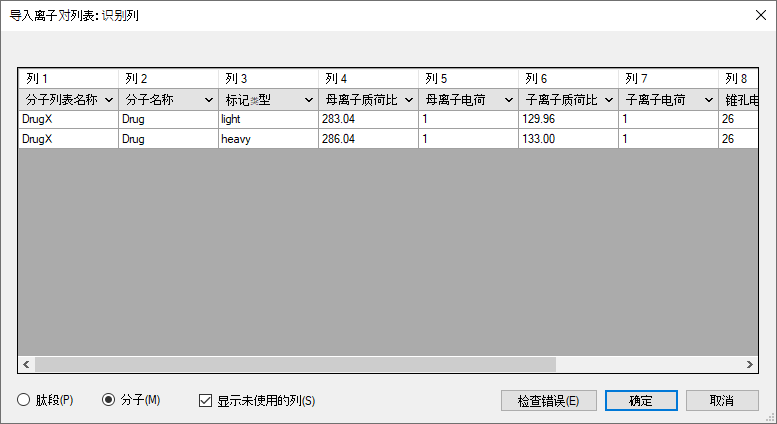 导入离子对列表: 识别列
列 1 列 2 列 3 列 4 列 5 列 6 列 7 列 8
分子列表名称 分子名称 标记类型 母离子质荷比 母离子电荷 子离子质荷比 子离子电荷 锥孔电
DrugX Drug light 283.04 1 129.96 1 26
DrugX Drug heavy 286.04 1 133.00 1 26
肽段(P) 分子(M) 显示未使用的列(S) 检查错误(E) 确定 取消